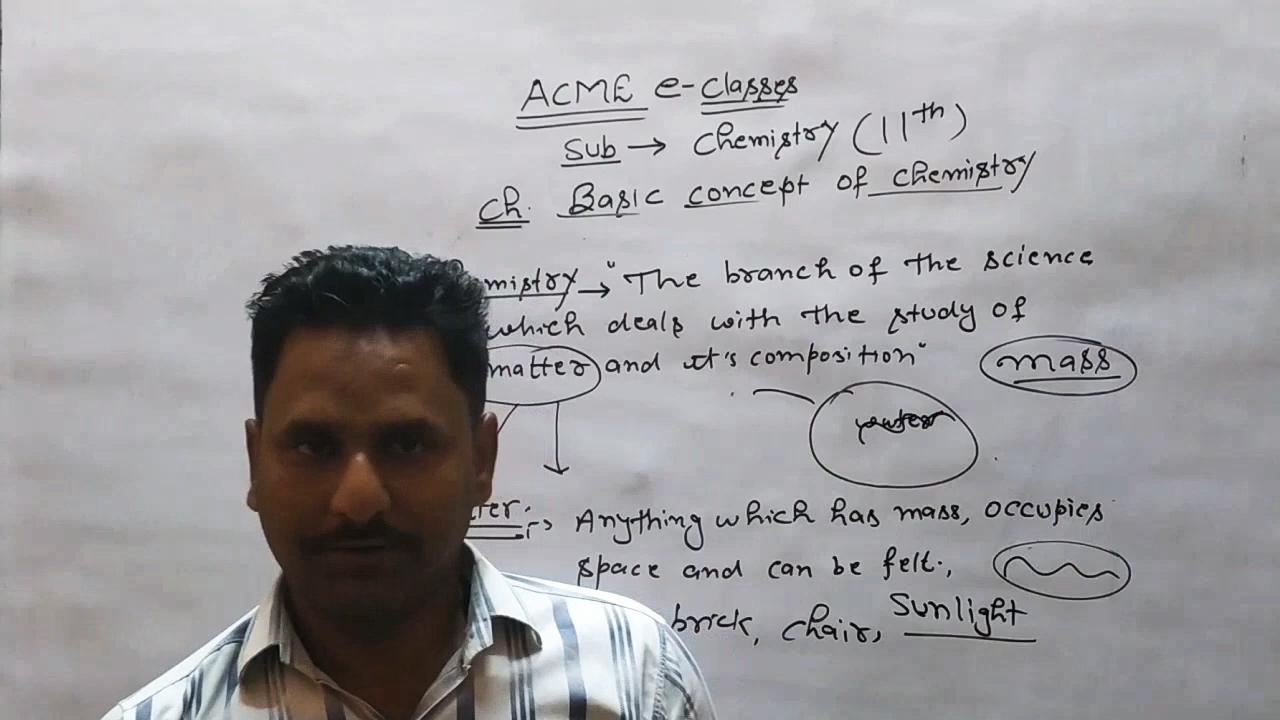 ACME e-classes
Sub → Chemistry (11th)
Ch. Basic concept of chemistry
mistry → "The branch of the science
which deals with the study of
matter and it's composition" mass
ter. Anything which has mass, occupies
space and can be felt.,
brick, chair, Sunlight